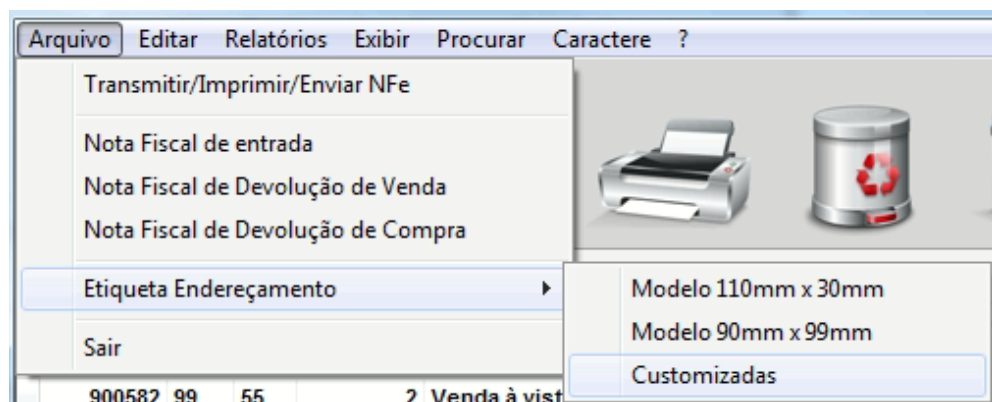 Arquivo Editar Relatórios Exibir Procurar Caractere ?
Transmitir/Imprimir/Enviar NFe
Nota Fiscal de entrada
Nota Fiscal de Devolução de Venda
Nota Fiscal de Devolução de Compra
Etiqueta Endereçamento
Modelo 110mm x 30mm
Modelo 90mm x 99mm
Customizadas
Sair
900582 99 55 2 Venda à vist